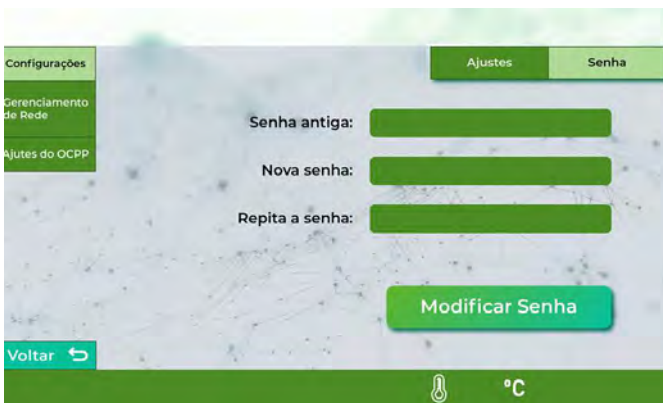 Configurações
Ajustes
Senha
Gerenciamento
de Rede
Ajutes do OCPP
Senha antiga:
Nova senha:
Repita a senha:
Modificar Senha
Voltar
°C